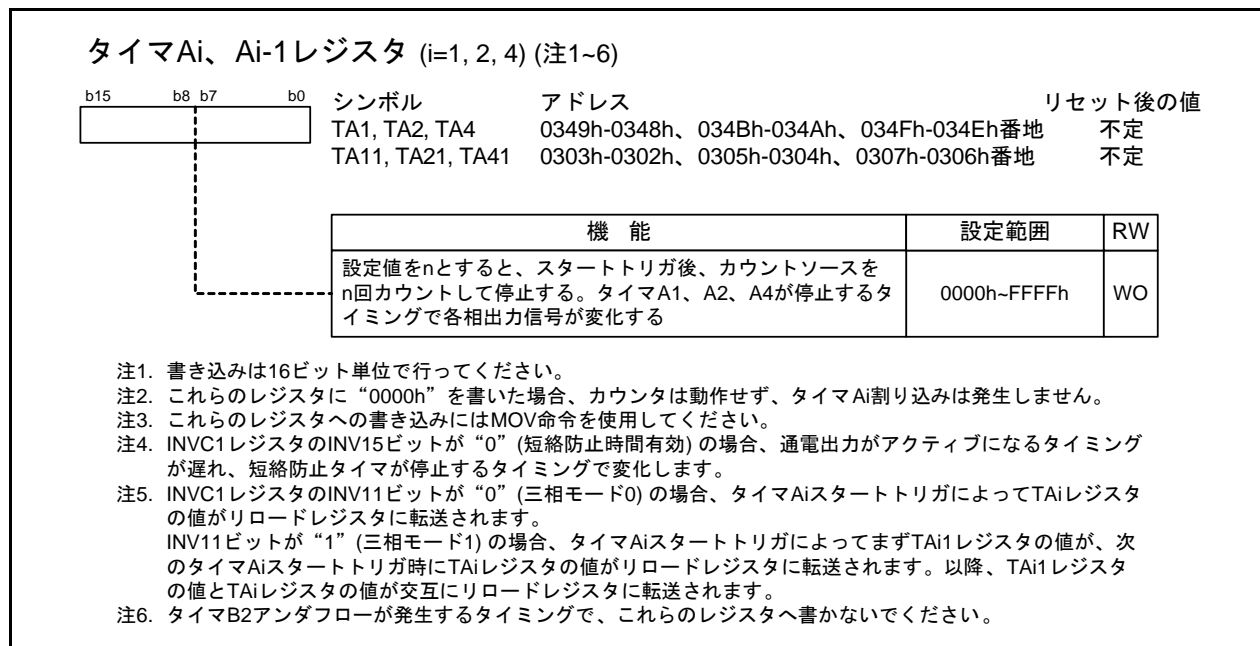 タイマAi、Ai-1レジスタ (i=1, 2, 4) (注1~6)
b15 b8 b7 b0
シンボル アドレス リセット後の値
TA1, TA2, TA4 0349h-0348h、034Bh-034Ah、034Fh-034Eh番地 不定
TA11, TA21, TA41 0303h-0302h、0305h-0304h、0307h-0306h番地 不定
機 能 設定範囲 RW
設定値をnとすると、スタートトリガ後、カウントソースを
n回カウントして停止する。タイマA1、A2、A4が停止するタ
イミングで各相出力信号が変化する
0000h~FFFFh WO
注1. 書き込みは16ビット単位で行ってください。
注2. これらのレジスタに“0000h”を書いた場合、カウンタは動作せず、タイマAi割り込みは発生しません。
注3. これらのレジスタへの書き込みにはMOV命令を使用してください。
注4. INVC1レジスタのINV15ビットが“0” (短絡防止時間有効) の場合、通電出力がアクティブになるタイミング
が遅れ、短絡防止タイマが停止するタイミングで変化します。
注5. INVC1レジスタのINV11ビットが“0” (三相モード0) の場合、タイマAiスタートトリガによってTAiレジスタ
の値がリロードレジスタに転送されます。
INV11ビットが“1” (三相モード1) の場合、タイマAiスタートトリガによってまずTAi1レジスタの値が、次
のタイマAiスタートトリガ時にTAiレジスタの値がリロードレジスタに転送されます。以降、TAi1レジスタ
の値とTAiレジスタの値が交互にリロードレジスタに転送されます。
注6. タイマB2アンダフローが発生するタイミングで、これらのレジスタへ書かないでください。